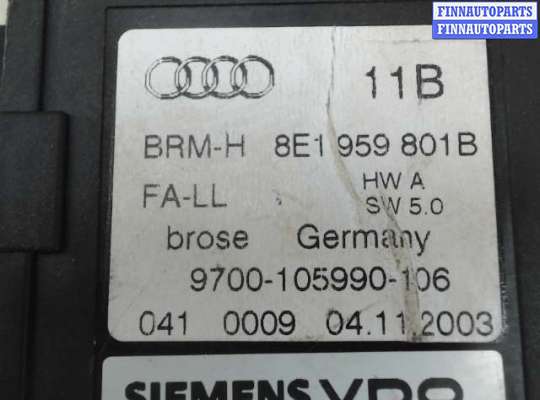 FINNAUTOPARTS
FINNAUTOPARTS
11B
BRM-H 8E1 959 801B
FA-LL HW A
SW 5.0
brose Germany
9700-105990-106
041 0009 04.11.2003
SIEMENS VDO